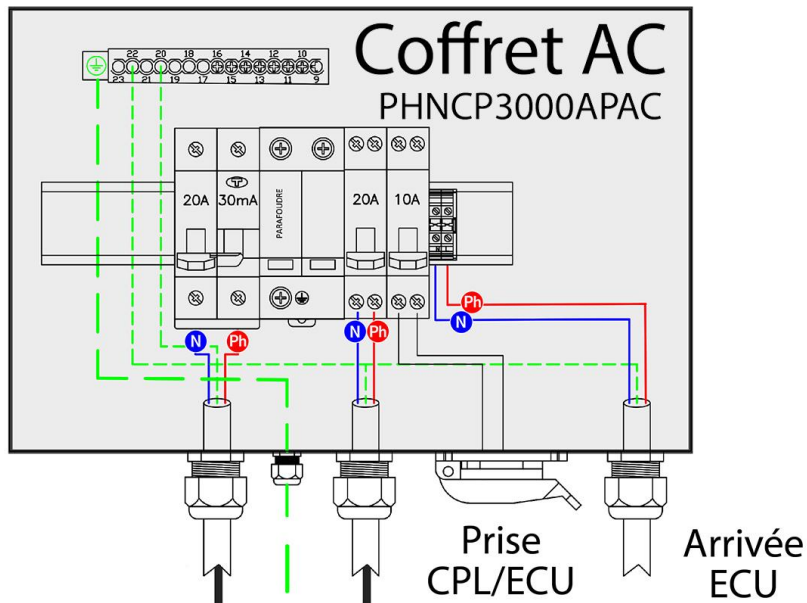 Coffret AC
PHNCP3000APAC
22 20 18 16 14 12 10
23 21 19 17 15 13 11 9
20A 30mA PARAFOUDRE 20A 10A
N Ph
N Ph
Ph
N
Prise
CPL/ECU
Arrivée
ECU